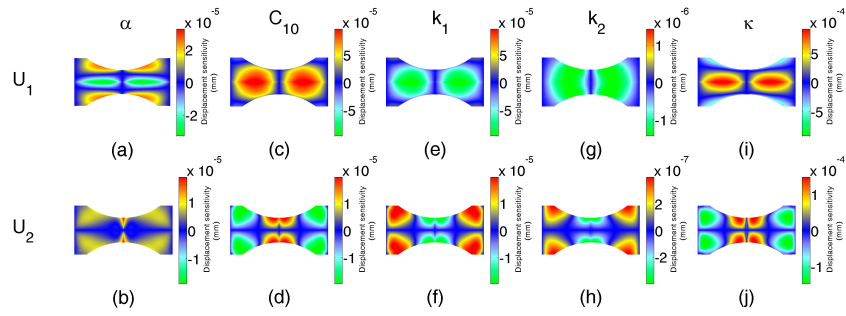 α C10 k1 k2 κ
x 10-5 x 10-5 x 10-5 x 10-6 x 10-4
U1
2 0 -2 Displacement sensitivity (mm)
5 0 -5 Displacement sensitivity (mm)
5 0 -5 Displacement sensitivity (mm)
1 0 -1 Displacement sensitivity (mm)
5 0 -5 Displacement sensitivity (mm)
(a) (c) (e) (g) (i)
x 10-5 x 10-5 x 10-5 x 10-7 x 10-4
U2
1 0 -1 Displacement sensitivity (mm)
1 0 -1 Displacement sensitivity (mm)
1 0 -1 Displacement sensitivity (mm)
2 0 -2 Displacement sensitivity (mm)
1 0 -1 Displacement sensitivity (mm)
(b) (d) (f) (h) (j)